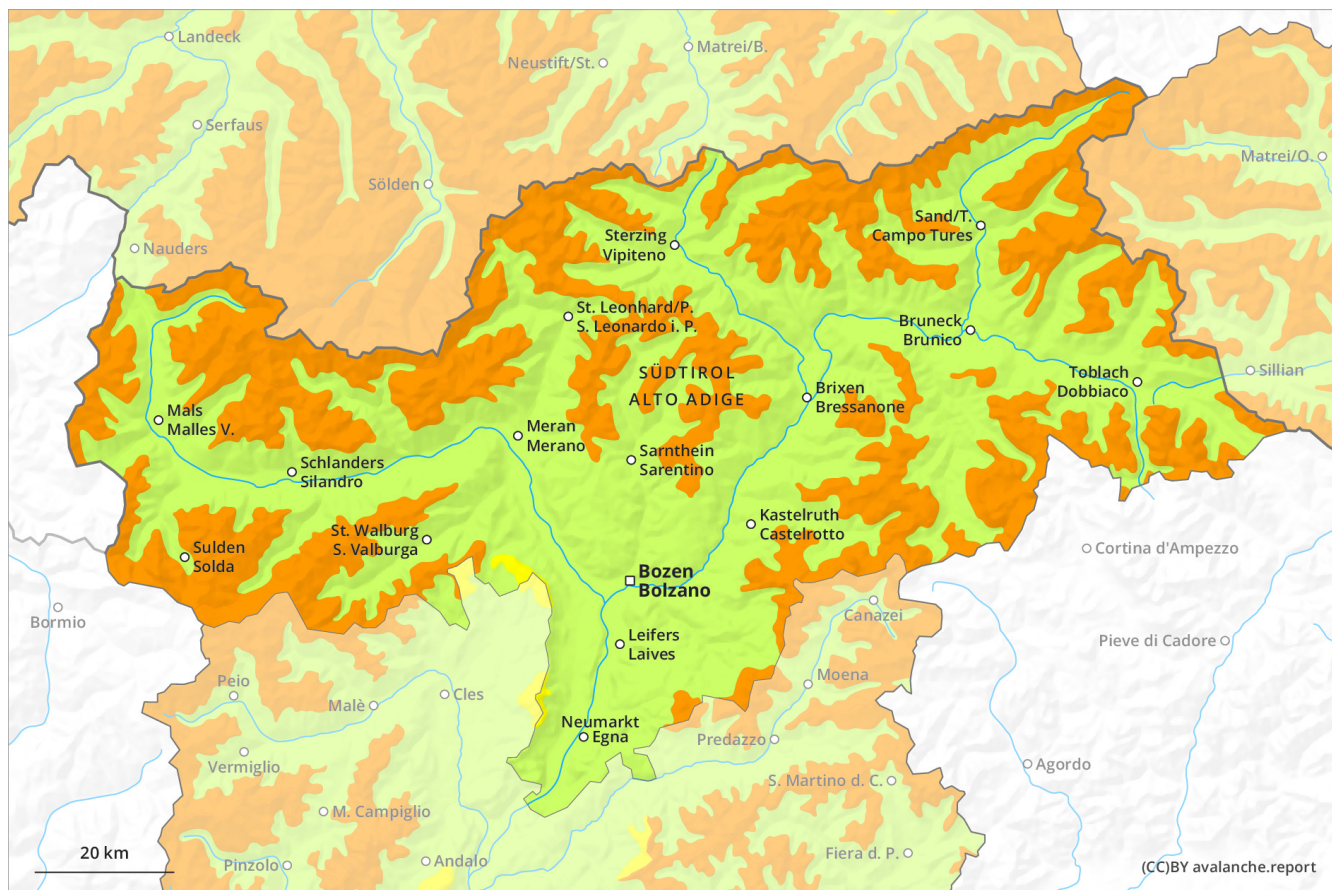 Landeck
Matrei/B.
Neustift/St.
Serfaus
Matrei/O.
Sölden
Sand/T.
Campo Tures
Nauders
Sterzing
Vipiteno
St. Leonhard/P.
S. Leonardo i. P.
Bruneck
Brunico
SÜDTIROL
ALTO ADIGE
Toblach
Dobbiaco
Sillian
Brixen
Bressanone
Mals
Malles V.
Meran
Merano
Sarnthein
Sarentino
Schlanders
Silandro
Kastelruth
Castelrotto
St. Walburg
S. Valburga
Sulden
Solda
Cortina d'Ampezzo
Bozen
Bolzano
Bormio
Canazei
Leifers
Laives
Pieve di Cadore
Peio
Moena
Malè
Cles
Neumarkt
Egna
Predazzo
Vermiglio
Agordo
S. Martino d. C.
M. Campiglio
20 km
Pinzolo
Andalo
Fiera d. P.
(CC)BY avalanche.report